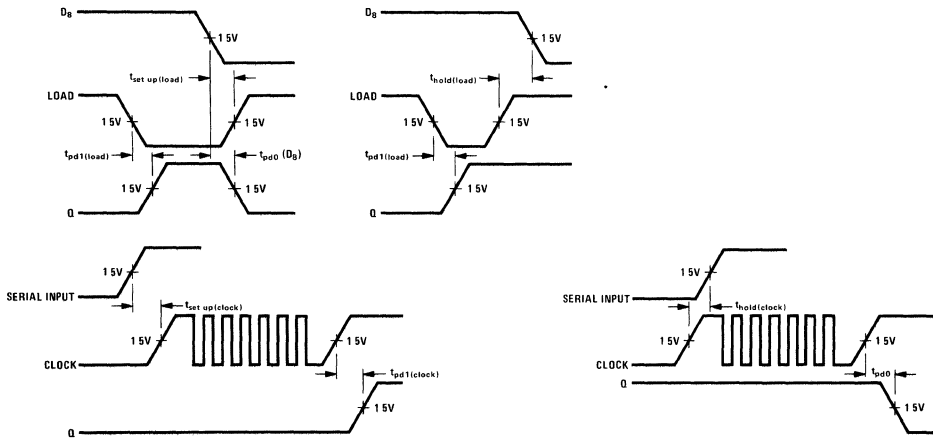 D8
1 5V
tset up(load)
LOAD
1 5V
1 5V
tpd1(load)
tpd0 (D8)
1 5V
1 5V
Q
D8
1 5V
thold(load)
LOAD
1 5V
1 5V
tpd1(load)
1 5V
Q
1 5V
SERIAL INPUT
tset up(clock)
1 5V
1 5V
CLOCK
tpd1(clock)
1 5V
Q
1 5V
SERIAL INPUT
thold(clock)
1 5V
1 5V
CLOCK
tpd0
Q
1 5V